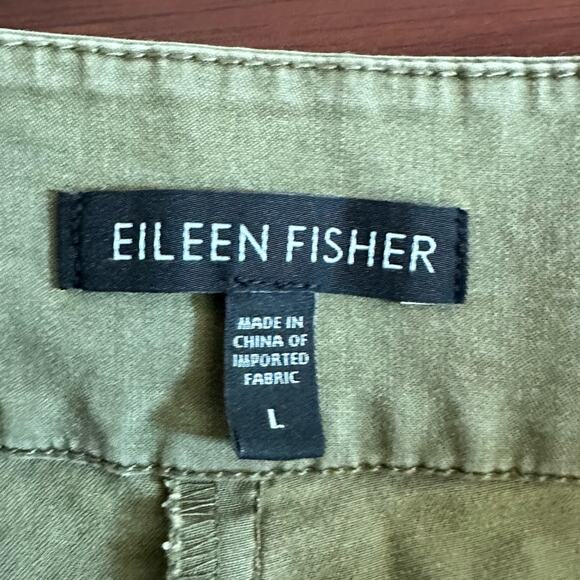 EILEEN FISHER
MADE IN
CHINA OF
IMPORTED
FABRIC
L